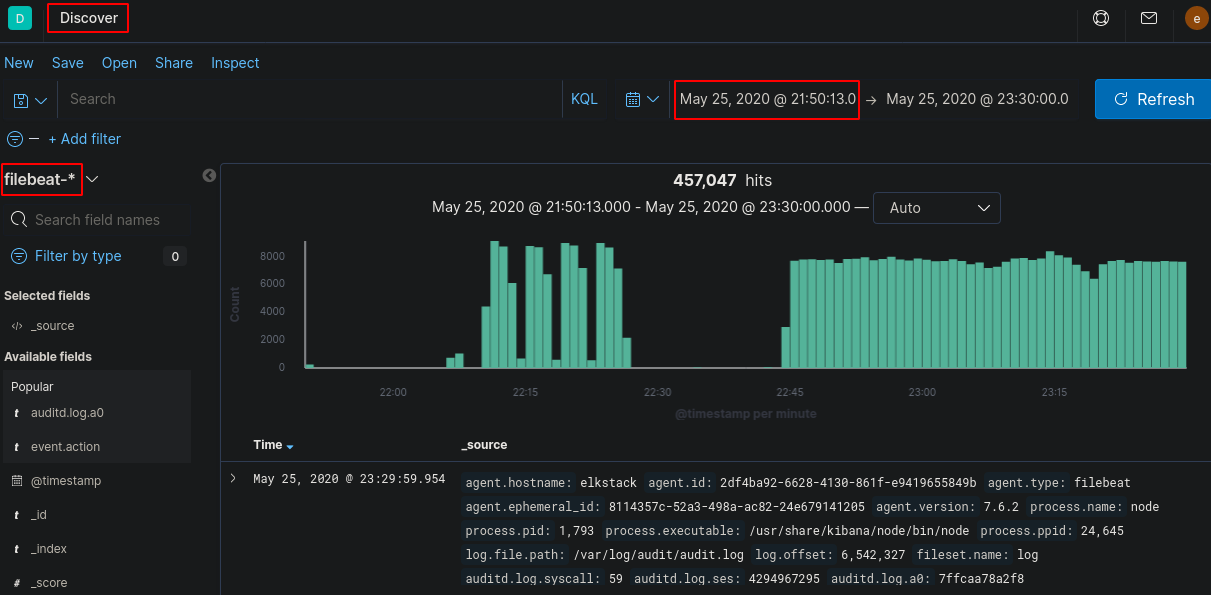 D Discover e
New Save Open Share Inspect
Search KQL May 25, 2020 @ 21:50:13.0 → May 25, 2020 @ 23:30:00.0 Refresh
+ Add filter
filebeat-*
Search field names
Filter by type 0
Selected fields
</> _source
Available fields
Popular
t auditd.log.a0
t event.action
@timestamp
t _id
t _index
# _score
457,047 hits
May 25, 2020 @ 21:50:13.000 - May 25, 2020 @ 23:30:00.000 — Auto
Count
8000
6000
4000
2000
0
22:00 22:15 22:30 22:45 23:00 23:15
@timestamp per minute
Time _source
May 25, 2020 @ 23:29:59.954
agent.hostname: elkstack agent.id: 2df4ba92-6628-4130-861f-e9419655849b agent.type: filebeat
agent.ephemeral_id: 8114357c-52a3-498a-ac82-24e679141205 agent.version: 7.6.2 process.name: node
process.pid: 1,793 process.executable: /usr/share/kibana/node/bin/node process.ppid: 24,645
log.file.path: /var/log/audit/audit.log log.offset: 6,542,327 fileset.name: log
auditd.log.syscall: 59 auditd.log.ses: 4294967295 auditd.log.a0: 7ffcaa78a2f8